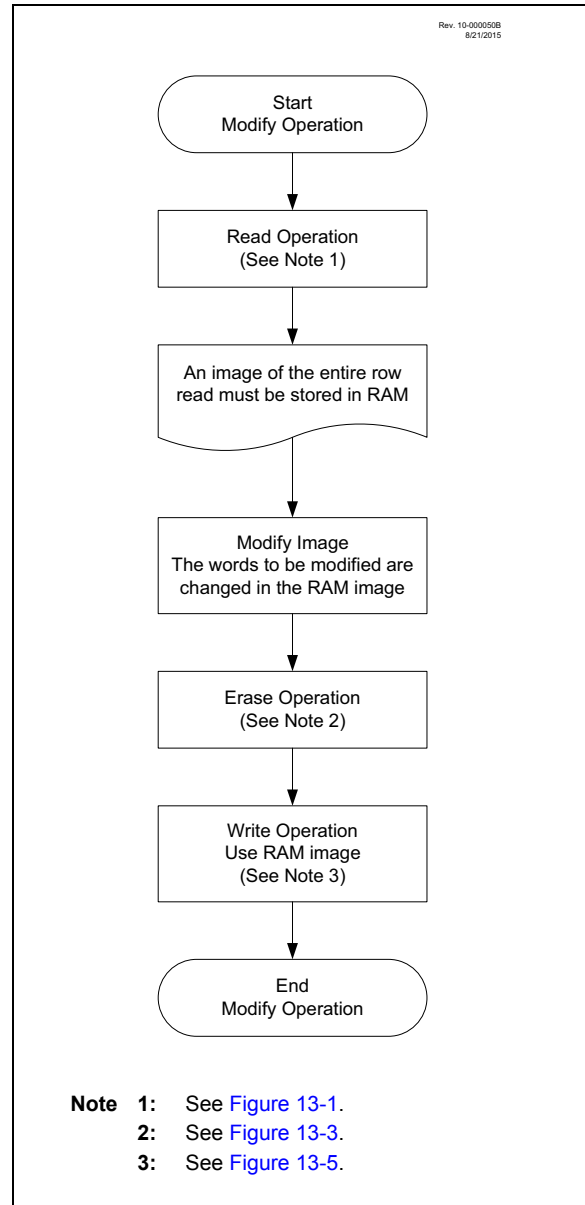 Rev. 10-000050B
8/21/2015
Start
Modify Operation
Read Operation
(See Note 1)
An image of the entire row
read must be stored in RAM
Modify Image
The words to be modified are
changed in the RAM image
Erase Operation
(See Note 2)
Write Operation
Use RAM image
(See Note 3)
End
Modify Operation
Note 1: See Figure 13-1.
2: See Figure 13-3.
3: See Figure 13-5.